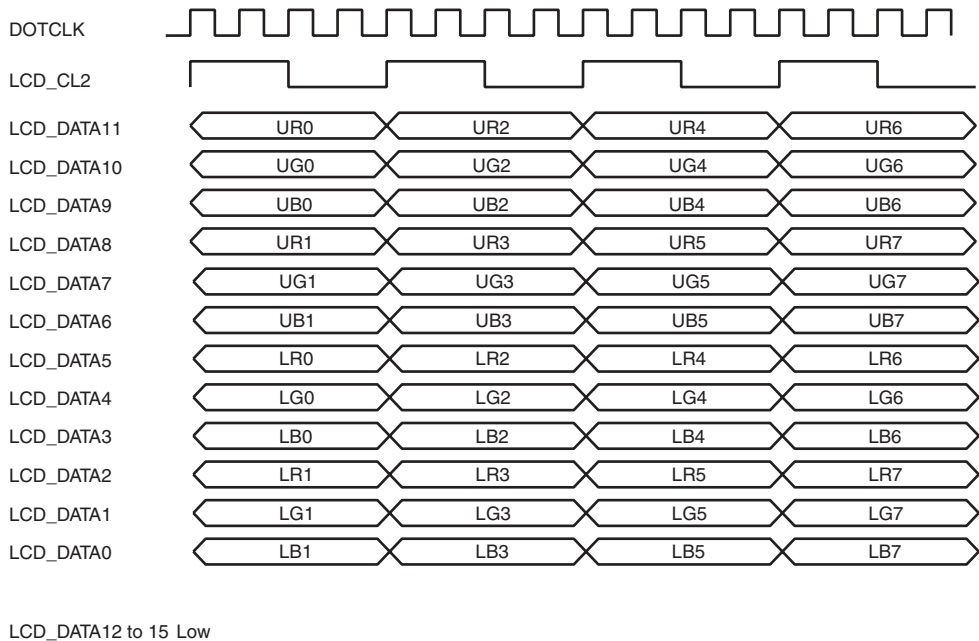 DOTCLK
LCD_CL2
LCD_DATA11 UR0 UR2 UR4 UR6
LCD_DATA10 UG0 UG2 UG4 UG6
LCD_DATA9 UB0 UB2 UB4 UB6
LCD_DATA8 UR1 UR3 UR5 UR7
LCD_DATA7 UG1 UG3 UG5 UG7
LCD_DATA6 UB1 UB3 UB5 UB7
LCD_DATA5 LR0 LR2 LR4 LR6
LCD_DATA4 LG0 LG2 LG4 LG6
LCD_DATA3 LB0 LB2 LB4 LB6
LCD_DATA2 LR1 LR3 LR5 LR7
LCD_DATA1 LG1 LG3 LG5 LG7
LCD_DATA0 LB1 LB3 LB5 LB7
LCD_DATA12 to 15 Low